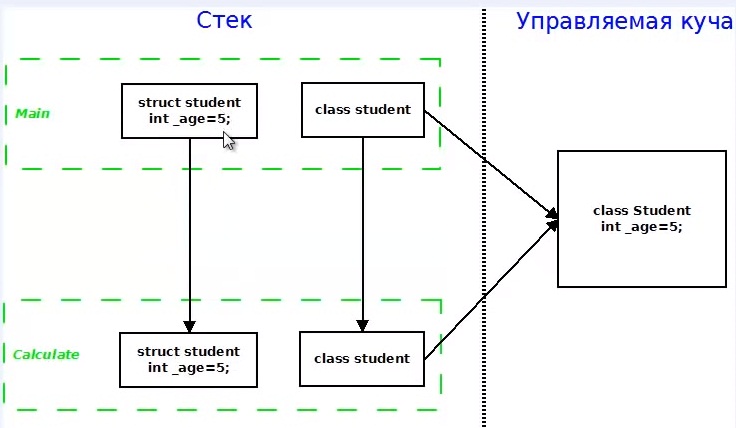 Стек
Управляемая куча
Main
struct student
int _age=5;
class student
class Student
int _age=5;
Calculate
struct student
int _age=5;
class student